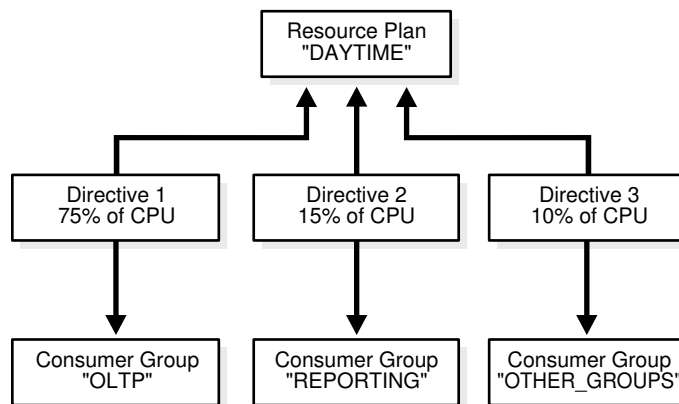 Resource Plan
"DAYTIME"
Directive 1
75% of CPU
Directive 2
15% of CPU
Directive 3
10% of CPU
Consumer Group
"OLTP"
Consumer Group
"REPORTING"
Consumer Group
"OTHER_GROUPS"